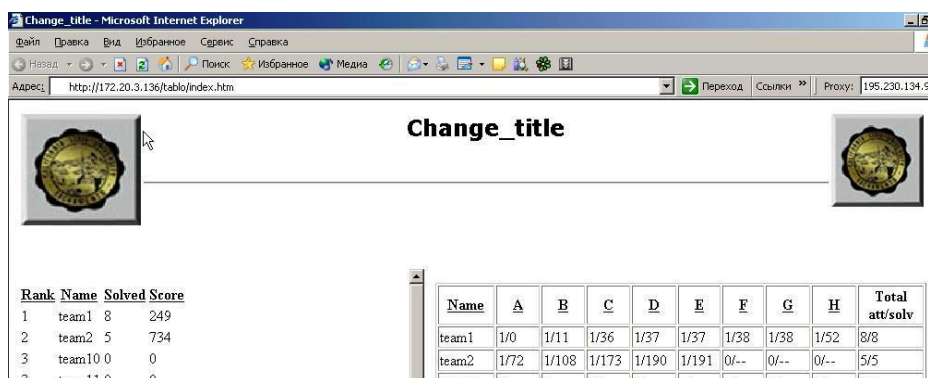 Change_title - Microsoft Internet Explorer
Файл Правка Вид Избранное Сервис Справка
Назад Поиск Избранное Медиа
Адрес: http://172.20.3.136/tablo/index.htm Переход Ссылки » Proxy: 195.230.134.9
Change_title
Rank Name Solved Score
1 team1 8 249
2 team2 5 734
3 team10 0 0
Name A B C D E F G H Total att/solv
team1 1/0 1/11 1/36 1/37 1/37 1/38 1/38 1/52 8/8
team2 1/72 1/108 1/173 1/190 1/191 0/-- 0/-- 0/-- 5/5